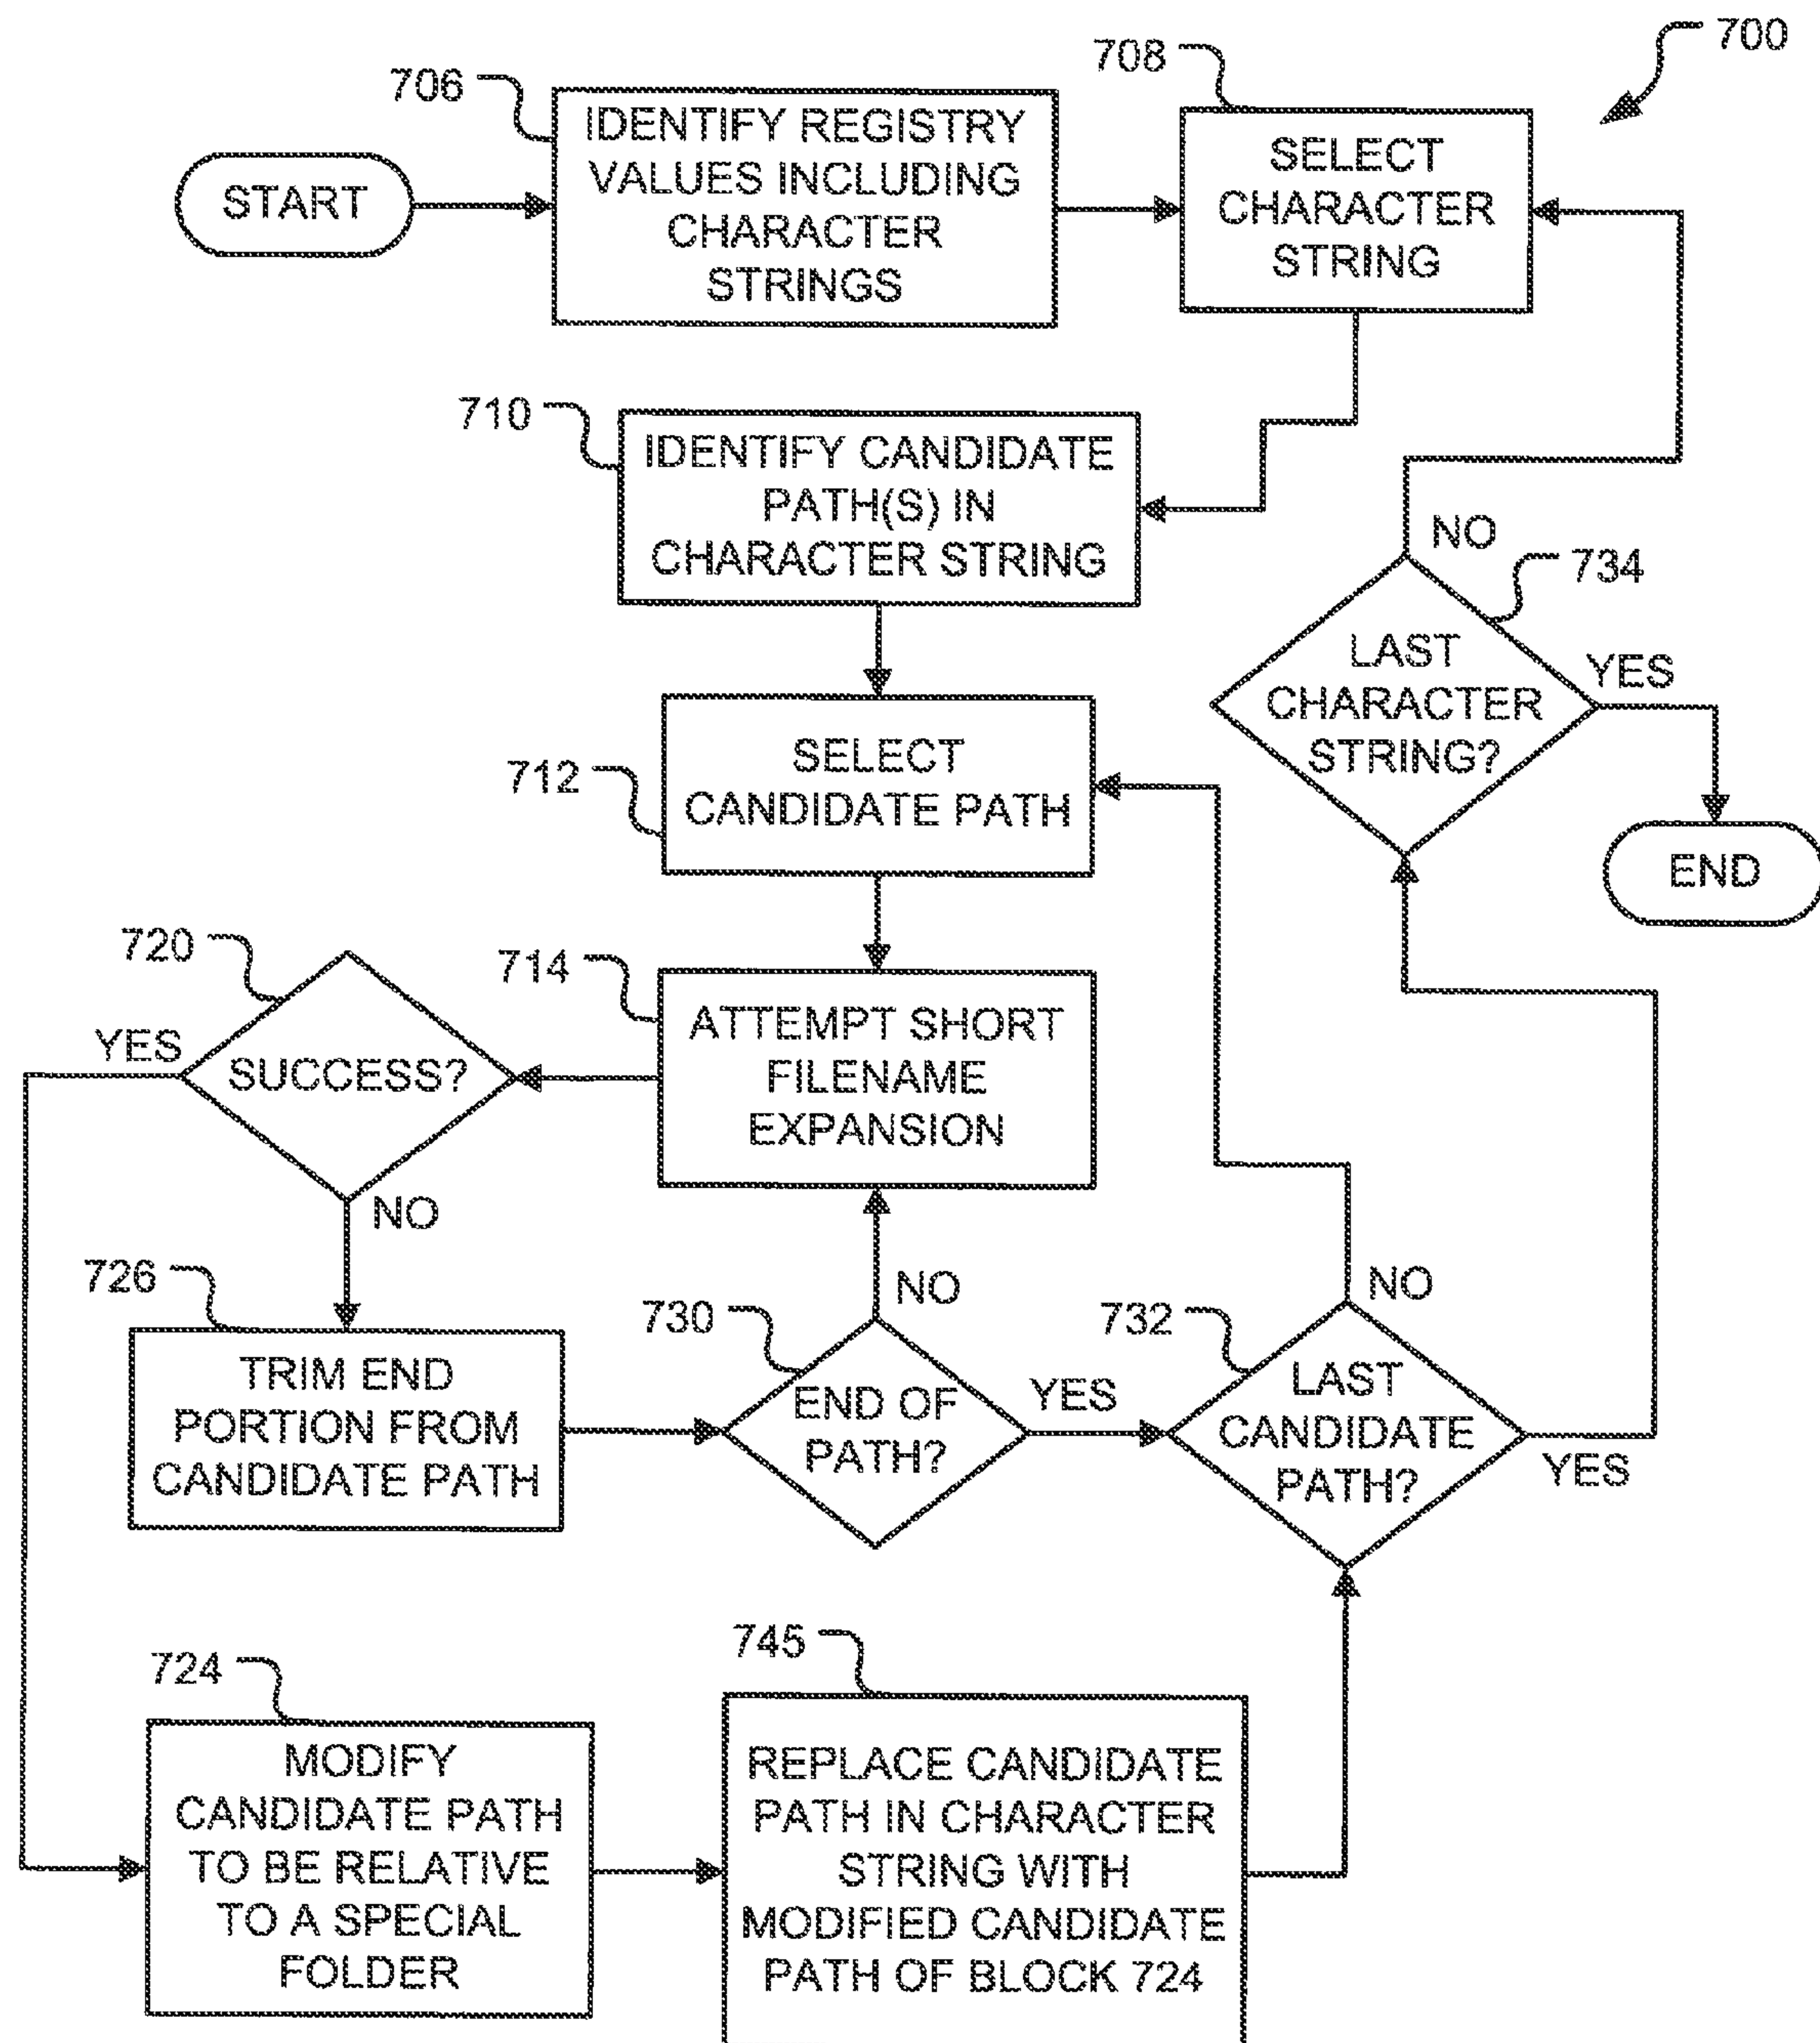 700
706
IDENTIFY REGISTRY
VALUES INCLUDING
CHARACTER
STRINGS
708
SELECT
CHARACTER
STRING
START
710
IDENTIFY CANDIDATE
PATH(S) IN
CHARACTER STRING
NO
734
LAST
CHARACTER
STRING?
YES
END
712
SELECT
CANDIDATE PATH
720
YES
SUCCESS?
NO
714
ATTEMPT SHORT
FILENAME
EXPANSION
726
TRIM END
PORTION FROM
CANDIDATE PATH
730
NO
END OF
PATH?
YES
732
NO
LAST
CANDIDATE
PATH?
YES
724
MODIFY
CANDIDATE PATH
TO BE RELATIVE
TO A SPECIAL
FOLDER
745
REPLACE CANDIDATE
PATH IN CHARACTER
STRING WITH
MODIFIED CANDIDATE
PATH OF BLOCK 724